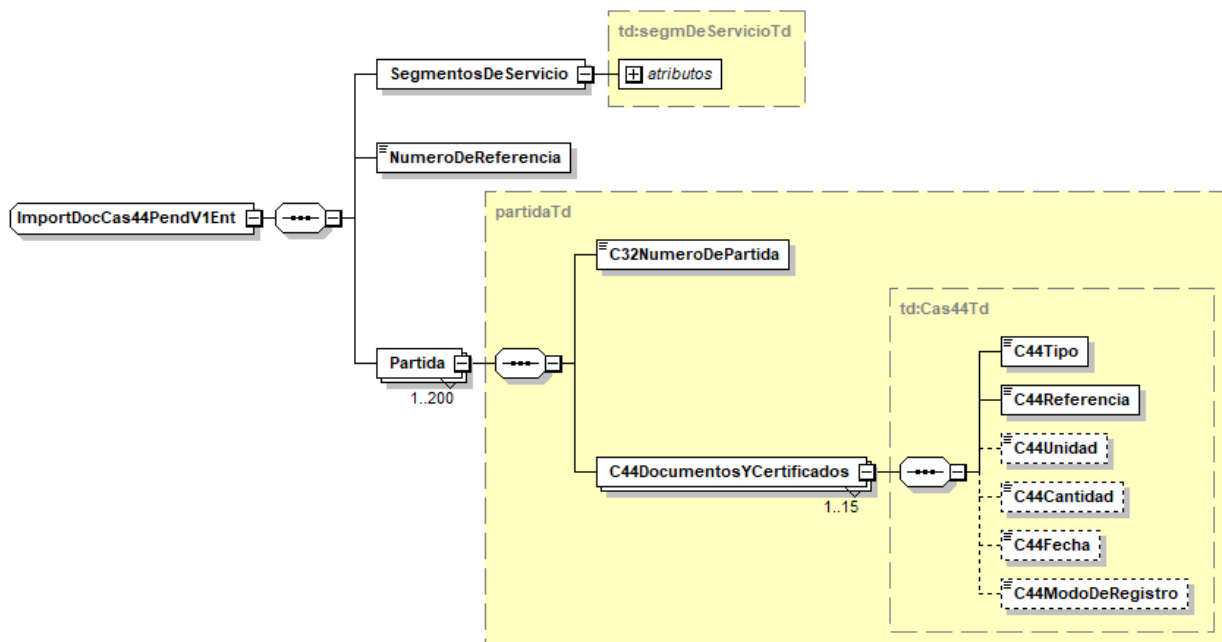 td:segmDeServicioTd
SegmentosDeServicio
atributos
NumeroDeReferencia
ImportDocCas44PendV1Ent
partidaTd
C32NumeroDePartida
td:Cas44Td
C44Tipo
Partida
1..200
C44Referencia
C44Unidad
C44DocumentosYCertificados
1..15
C44Cantidad
C44Fecha
C44ModoDeRegistro